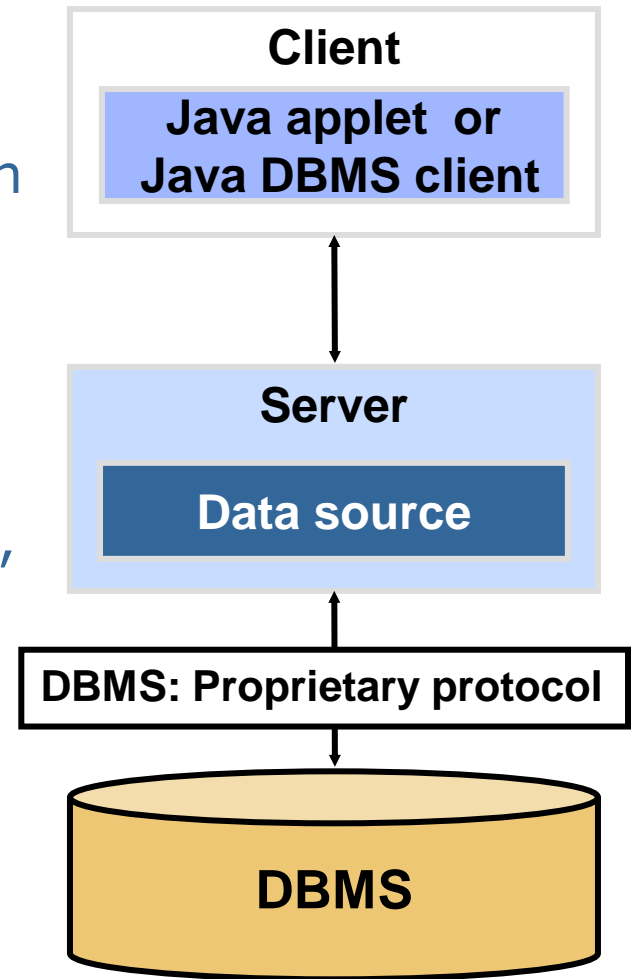 Client
Java applet or
Java DBMS client
n
Server
Data source
,
DBMS: Proprietary protocol
DBMS